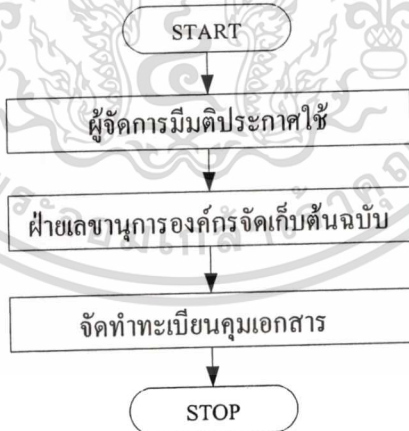 START
ผู้จัดการมีมติประกาศใช้
ฝ่ายเลขานุการองค์กรจัดเก็บต้นฉบับ
จัดทำทะเบียนคุมเอกสาร
STOP